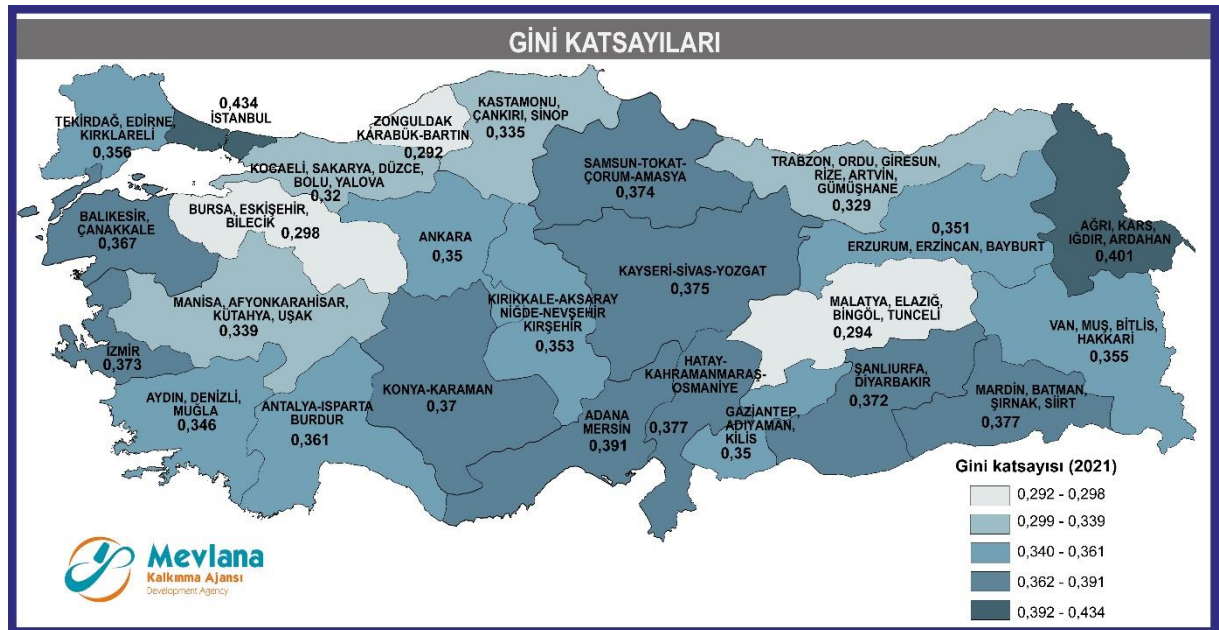 GİNİ KATSAYILARI
0,434
İSTANBUL
TEKİRDAĞ, EDİRNE,
KIRKLARELİ
0,356
ZONGULDAK
KARABÜK-BARTIN
0,292
KASTAMONU,
ÇANKIRI, SİNOP
0,335
KOCAELİ, SAKARYA, DÜZCE,
BOLU, YALOVA
0,32
SAMSUN-TOKAT-
ÇORUM-AMASYA
0,374
TRABZON, ORDU, GİRESUN,
RİZE, ARTVİN,
GÜMÜŞHANE
0,329
BALIKESİR,
ÇANAKKALE
0,367
BURSA, ESKİŞEHİR,
BİLECİK
0,298
ANKARA
0,35
0,351
ERZURUM, ERZİNCAN, BAYBURT
AĞRI, KARS,
IĞDIR, ARDAHAN
0,401
KAYSERİ-SİVAS-YOZGAT
0,375
MANİSA, AFYONKARAHİSAR,
KÜTAHYA, UŞAK
0,339
KIRIKKALE-AKSARAY
NİĞDE-NEVŞEHİR
KIRŞEHİR
0,353
MALATYA, ELAZIĞ,
BİNGÖL, TUNCELİ
0,294
VAN, MUŞ, BİTLİS,
HAKKARİ
0,355
İZMİR
0,373
HATAY-
KAHRAMANMARAŞ-
OSMANİYE
0,377
ŞANLIURFA,
DİYARBAKIR
0,372
MARDİN, BATMAN,
ŞIRNAK, SİİRT
0,377
AYDIN, DENİZLİ,
MUĞLA
0,346
ANTALYA-ISPARTA
BURDUR
0,361
KONYA-KARAMAN
0,37
ADANA
MERSİN
0,391
GAZİANTEP,
ADIYAMAN,
KİLİS
0,35
Gini katsayısı (2021)
0,292 - 0,298
0,299 - 0,339
0,340 - 0,361
0,362 - 0,391
0,392 - 0,434
Mevlana
Kalkınma Ajansı
Development Agency